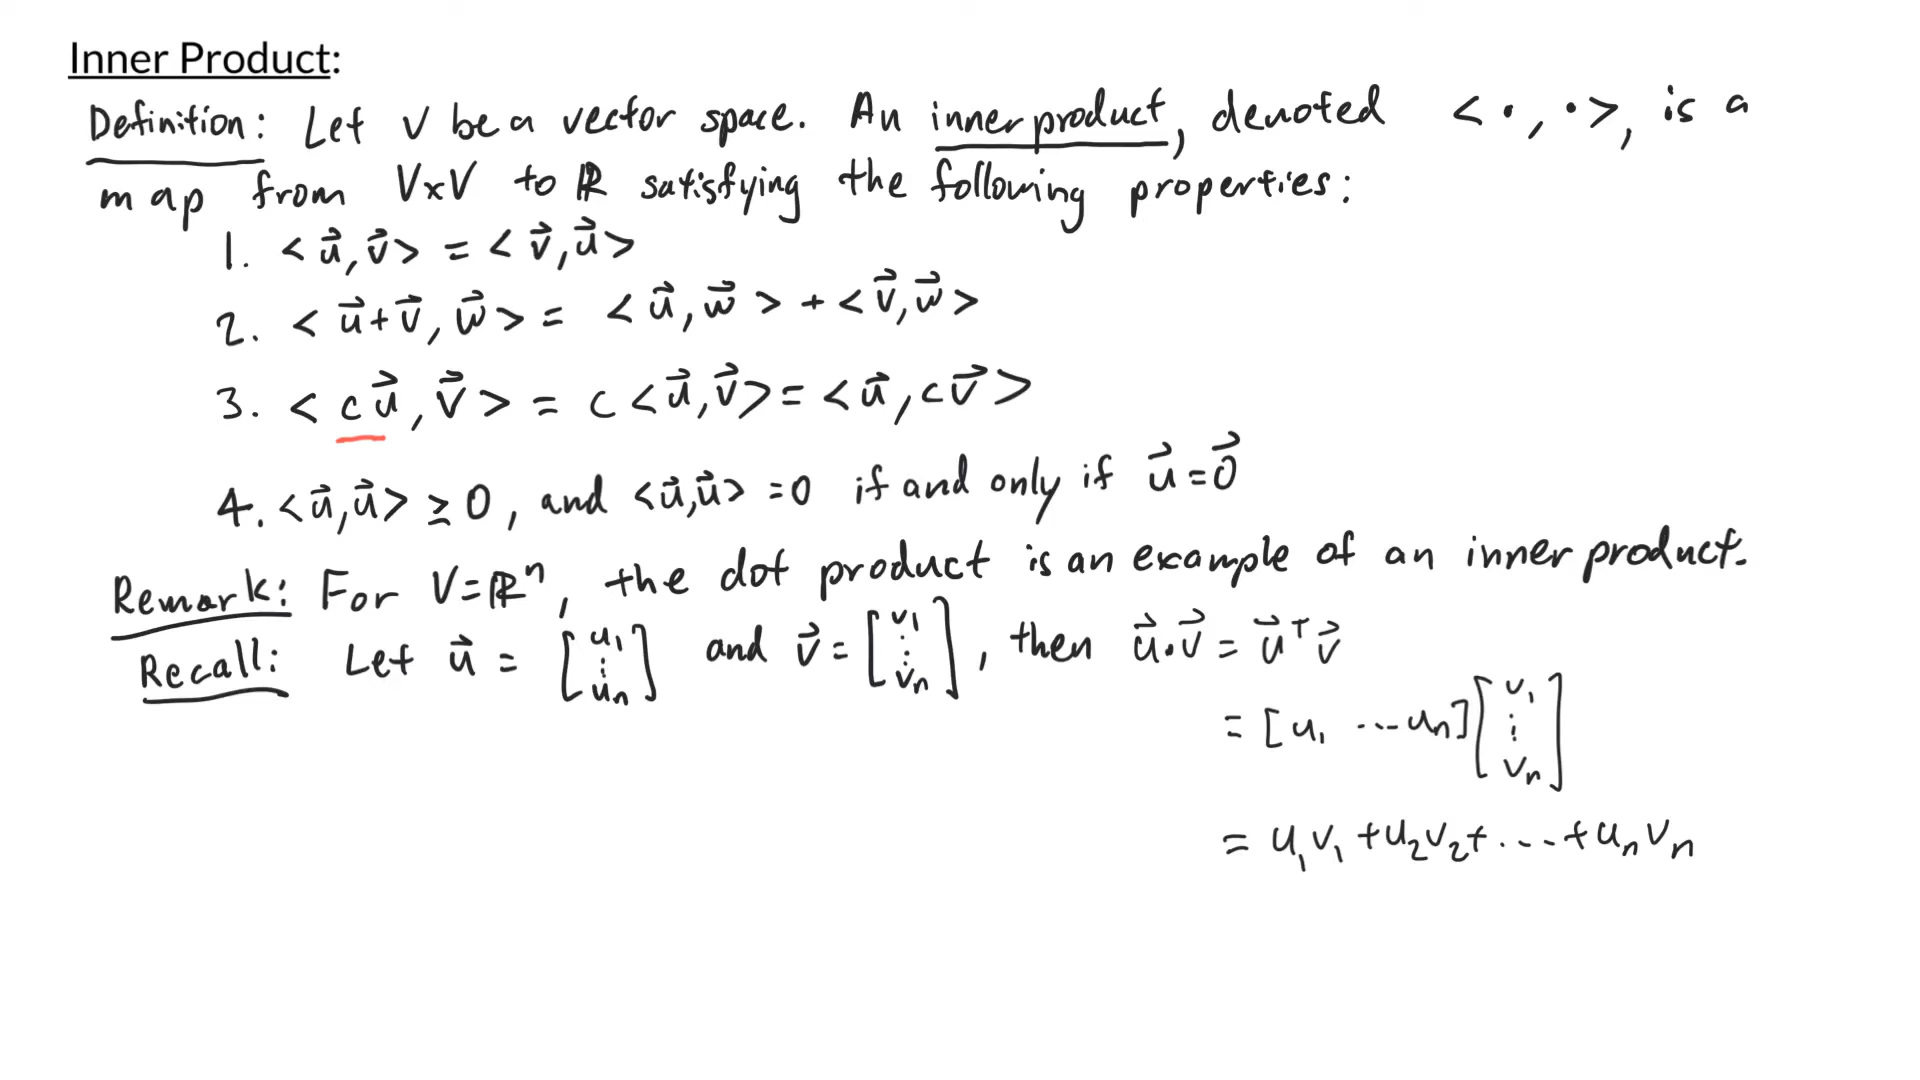 Inner Product:
Definition: Let V be a vector space. An inner product, denoted < ·, · >, is a
map from V×V to ℝ satisfying the following properties:
1. < u⃗, v⃗ > = < v⃗, u⃗ >
2. < u⃗ + v⃗, w⃗ > = < u⃗, w⃗ > + < v⃗, w⃗ >
3. < c u⃗, v⃗ > = c < u⃗, v⃗ > = < u⃗, c v⃗ >
4. < u⃗, u⃗ > ≥ 0, and < u⃗, u⃗ > = 0 if and only if u⃗ = 0⃗
Remark: For V = ℝⁿ, the dot product is an example of an inner product.
Recall: Let u⃗ = [u₁ ⋮ uₙ] and v⃗ = [v₁ ⋮ vₙ], then u⃗ · v⃗ = u⃗ᵀ v⃗
= [u₁ ... uₙ] [v₁ ⋮ vₙ]
= u₁v₁ + u₂v₂ + .... + uₙvₙ